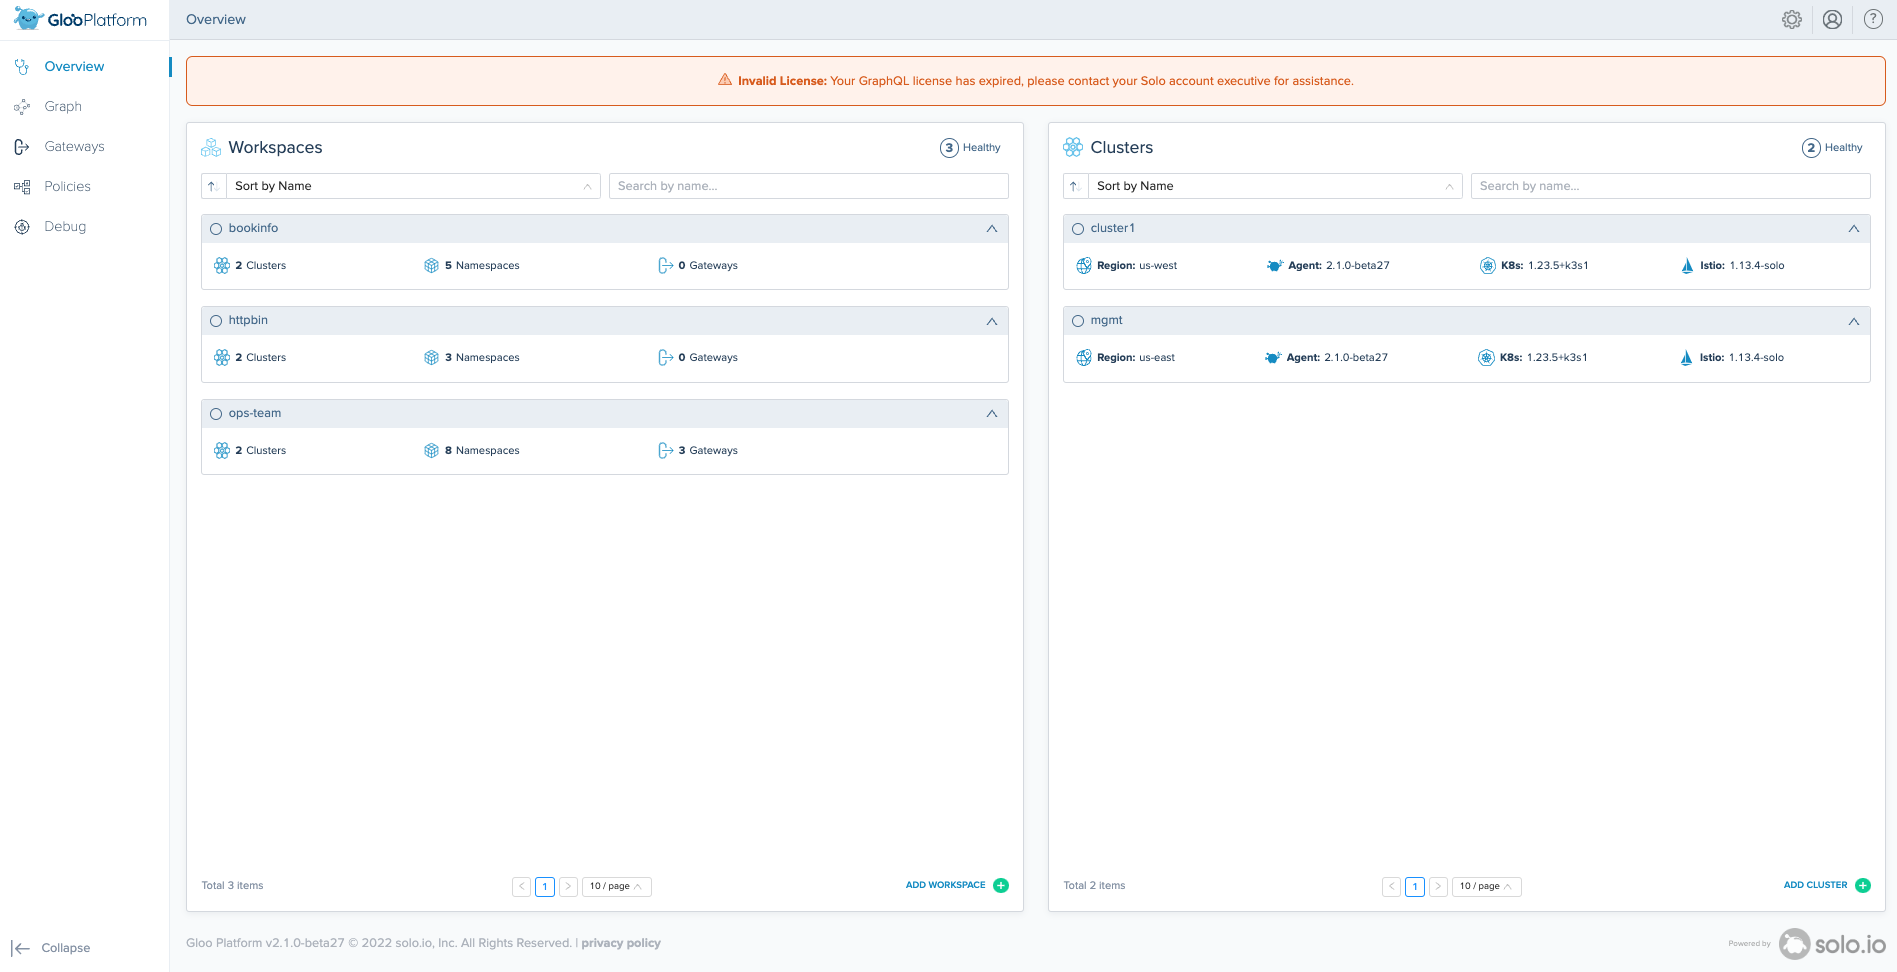 Gloo Platform
Overview
Overview
Graph
Gateways
Policies
Debug
Collapse
Invalid License: Your GraphQL license has expired, please contact your Solo account executive for assistance.
Workspaces
3 Healthy
Sort by Name
Search by name...
bookinfo
2 Clusters
5 Namespaces
0 Gateways
httpbin
2 Clusters
3 Namespaces
0 Gateways
ops-team
2 Clusters
8 Namespaces
3 Gateways
Total 3 items
< 1 >
10 / page
ADD WORKSPACE
Clusters
2 Healthy
Sort by Name
Search by name...
cluster1
Region: us-west
Agent: 2.1.0-beta27
K8s: 1.23.5+k3s1
Istio: 1.13.4-solo
mgmt
Region: us-east
Agent: 2.1.0-beta27
K8s: 1.23.5+k3s1
Istio: 1.13.4-solo
Total 2 items
< 1 >
10 / page
ADD CLUSTER
Gloo Platform v2.1.0-beta27 © 2022 solo.io, Inc. All Rights Reserved. | privacy policy
Powered by solo.io